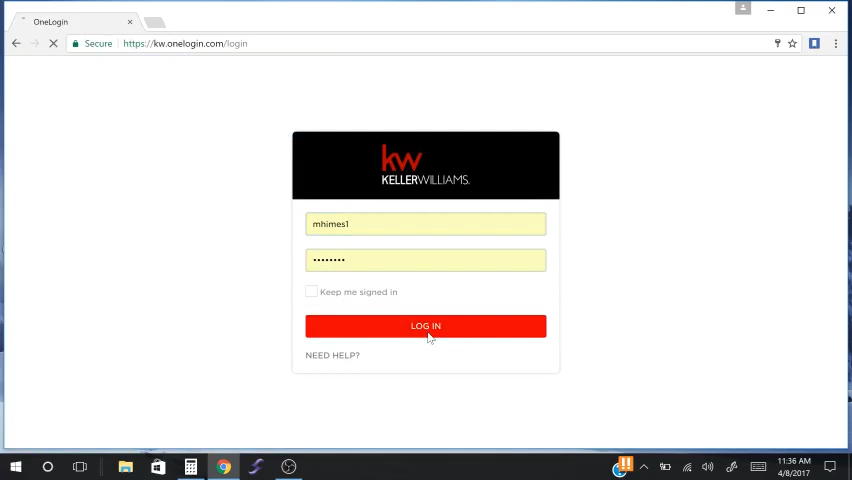 OneLogin
Secure https://kw.onelogin.com/login
kw
KELLERWILLIAMS.
mhimes1
••••••••
Keep me signed in
LOG IN
NEED HELP?
11:36 AM
4/8/2017